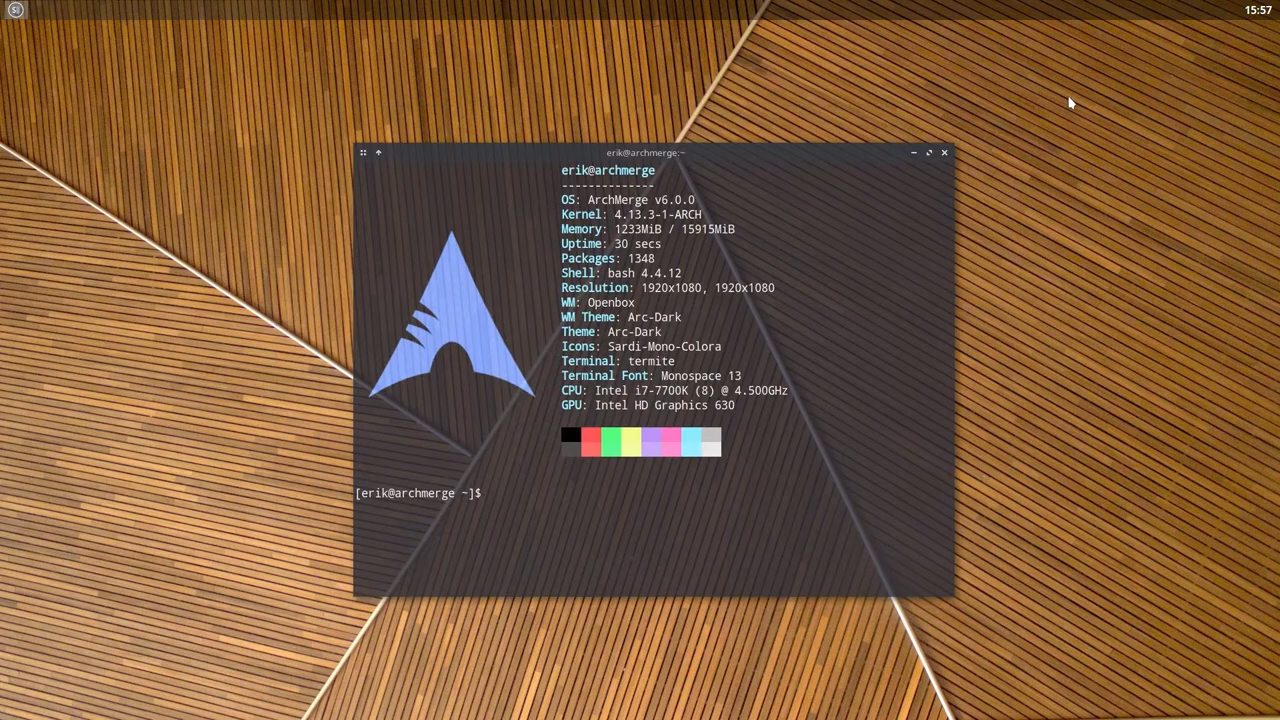 15:57
erik@archmerge:~
erik@archmerge
--------------
OS: ArchMerge v6.0.0
Kernel: 4.13.3-1-ARCH
Memory: 1233MiB / 15915MiB
Uptime: 30 secs
Packages: 1348
Shell: bash 4.4.12
Resolution: 1920x1080, 1920x1080
WM: Openbox
WM Theme: Arc-Dark
Theme: Arc-Dark
Icons: Sardi-Mono-Colora
Terminal: termite
Terminal Font: Monospace 13
CPU: Intel i7-7700K (8) @ 4.500GHz
GPU: Intel HD Graphics 630
[erik@archmerge ~]$